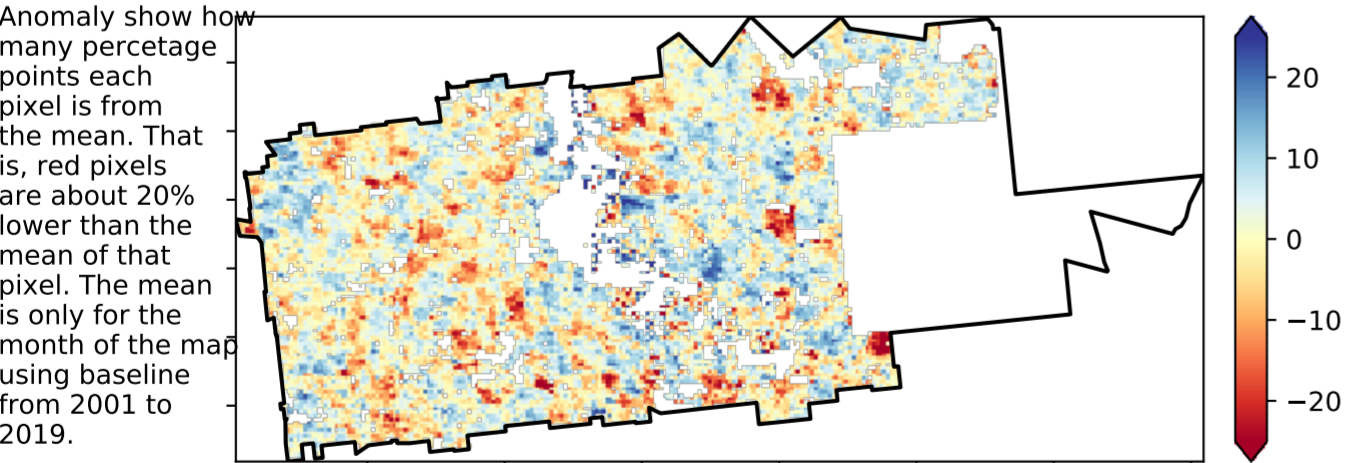 Anomaly show how
many percetage
points each
pixel is from
the mean. That
is, red pixels
are about 20%
lower than the
mean of that
pixel. The mean
is only for the
month of the map
using baseline
from 2001 to
2019.
20
10
0
−10
−20